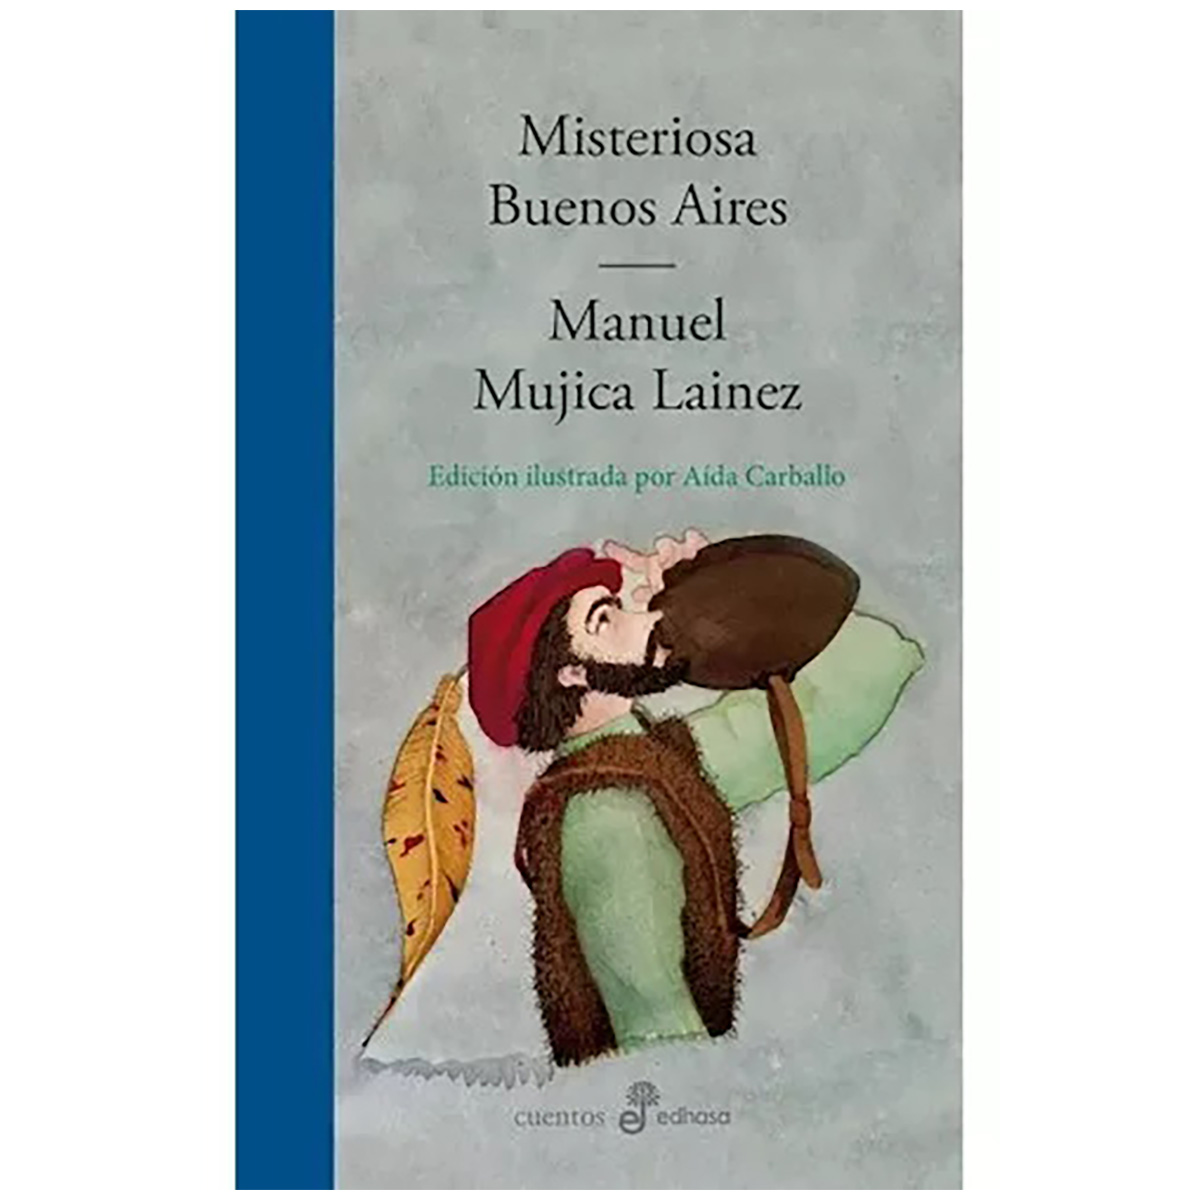 Misteriosa
Buenos Aires
Manuel
Mujica Lainez
Edición ilustrada por Aída Carballo
cuentos edhasa